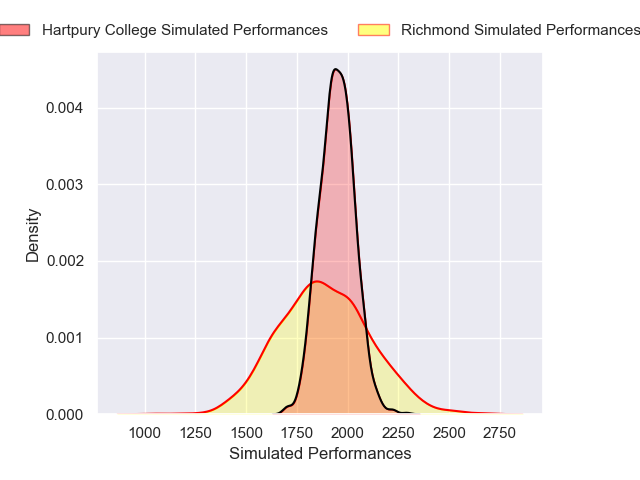 Hartpury College Simulated Performances Richmond Simulated Performances
0.004
0.003
0.002
0.001
0.000
Density
1000 1250 1500 1750 2000 2250 2500 2750
Simulated Performances